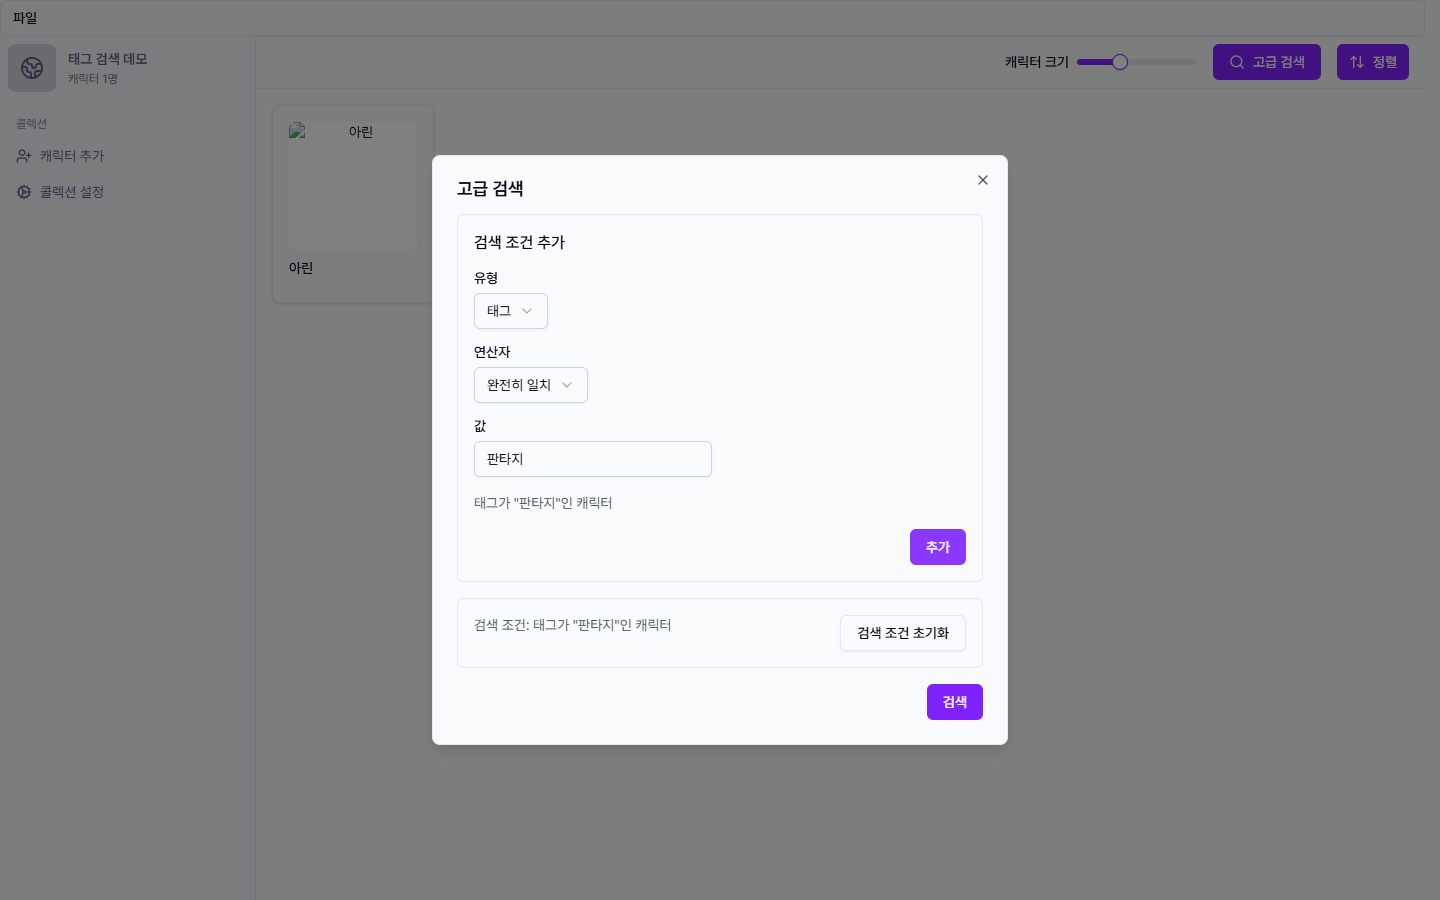 파일
태그 검색 데모
캐릭터 1명
콜렉션
캐릭터 추가
콜렉션 설정
캐릭터 크기
고급 검색
정렬
아린
아린
고급 검색
검색 조건 추가
유형
태그
연산자
완전히 일치
값
판타지
태그가 "판타지"인 캐릭터
추가
검색 조건: 태그가 "판타지"인 캐릭터
검색 조건 초기화
검색